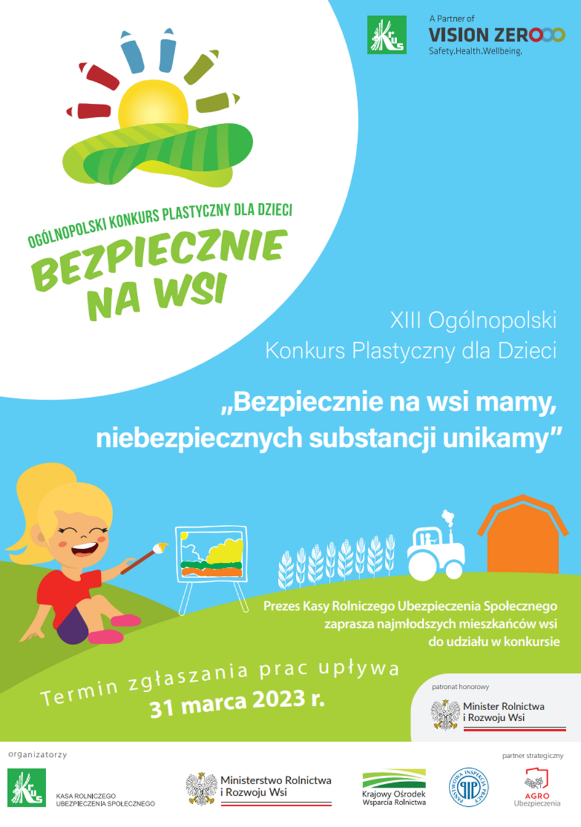 KRUS
A Partner of
VISION ZERO
Safety.Health.Wellbeing.
OGÓLNOPOLSKI KONKURS PLASTYCZNY DLA DZIECI
BEZPIECZNIE
NA WSI
XIII Ogólnopolski
Konkurs Plastyczny dla Dzieci
„Bezpiecznie na wsi mamy,
niebezpiecznych substancji unikamy”
Prezes Kasy Rolniczego Ubezpieczenia Społecznego
zaprasza najmłodszych mieszkańców wsi
do udziału w konkursie
Termin zgłaszania prac upływa
31 marca 2023 r.
patronat honorowy
Minister Rolnictwa
i Rozwoju Wsi
organizatorzy
partner strategiczny
KRUS
KASA ROLNICZEGO
UBEZPIECZENIA SPOŁECZNEGO
Ministerstwo Rolnictwa
i Rozwoju Wsi
Krajowy Ośrodek
Wsparcia Rolnictwa
PAŃSTWOWA INSPEKCJA PRACY
PIP
AGRO
Ubezpieczenia